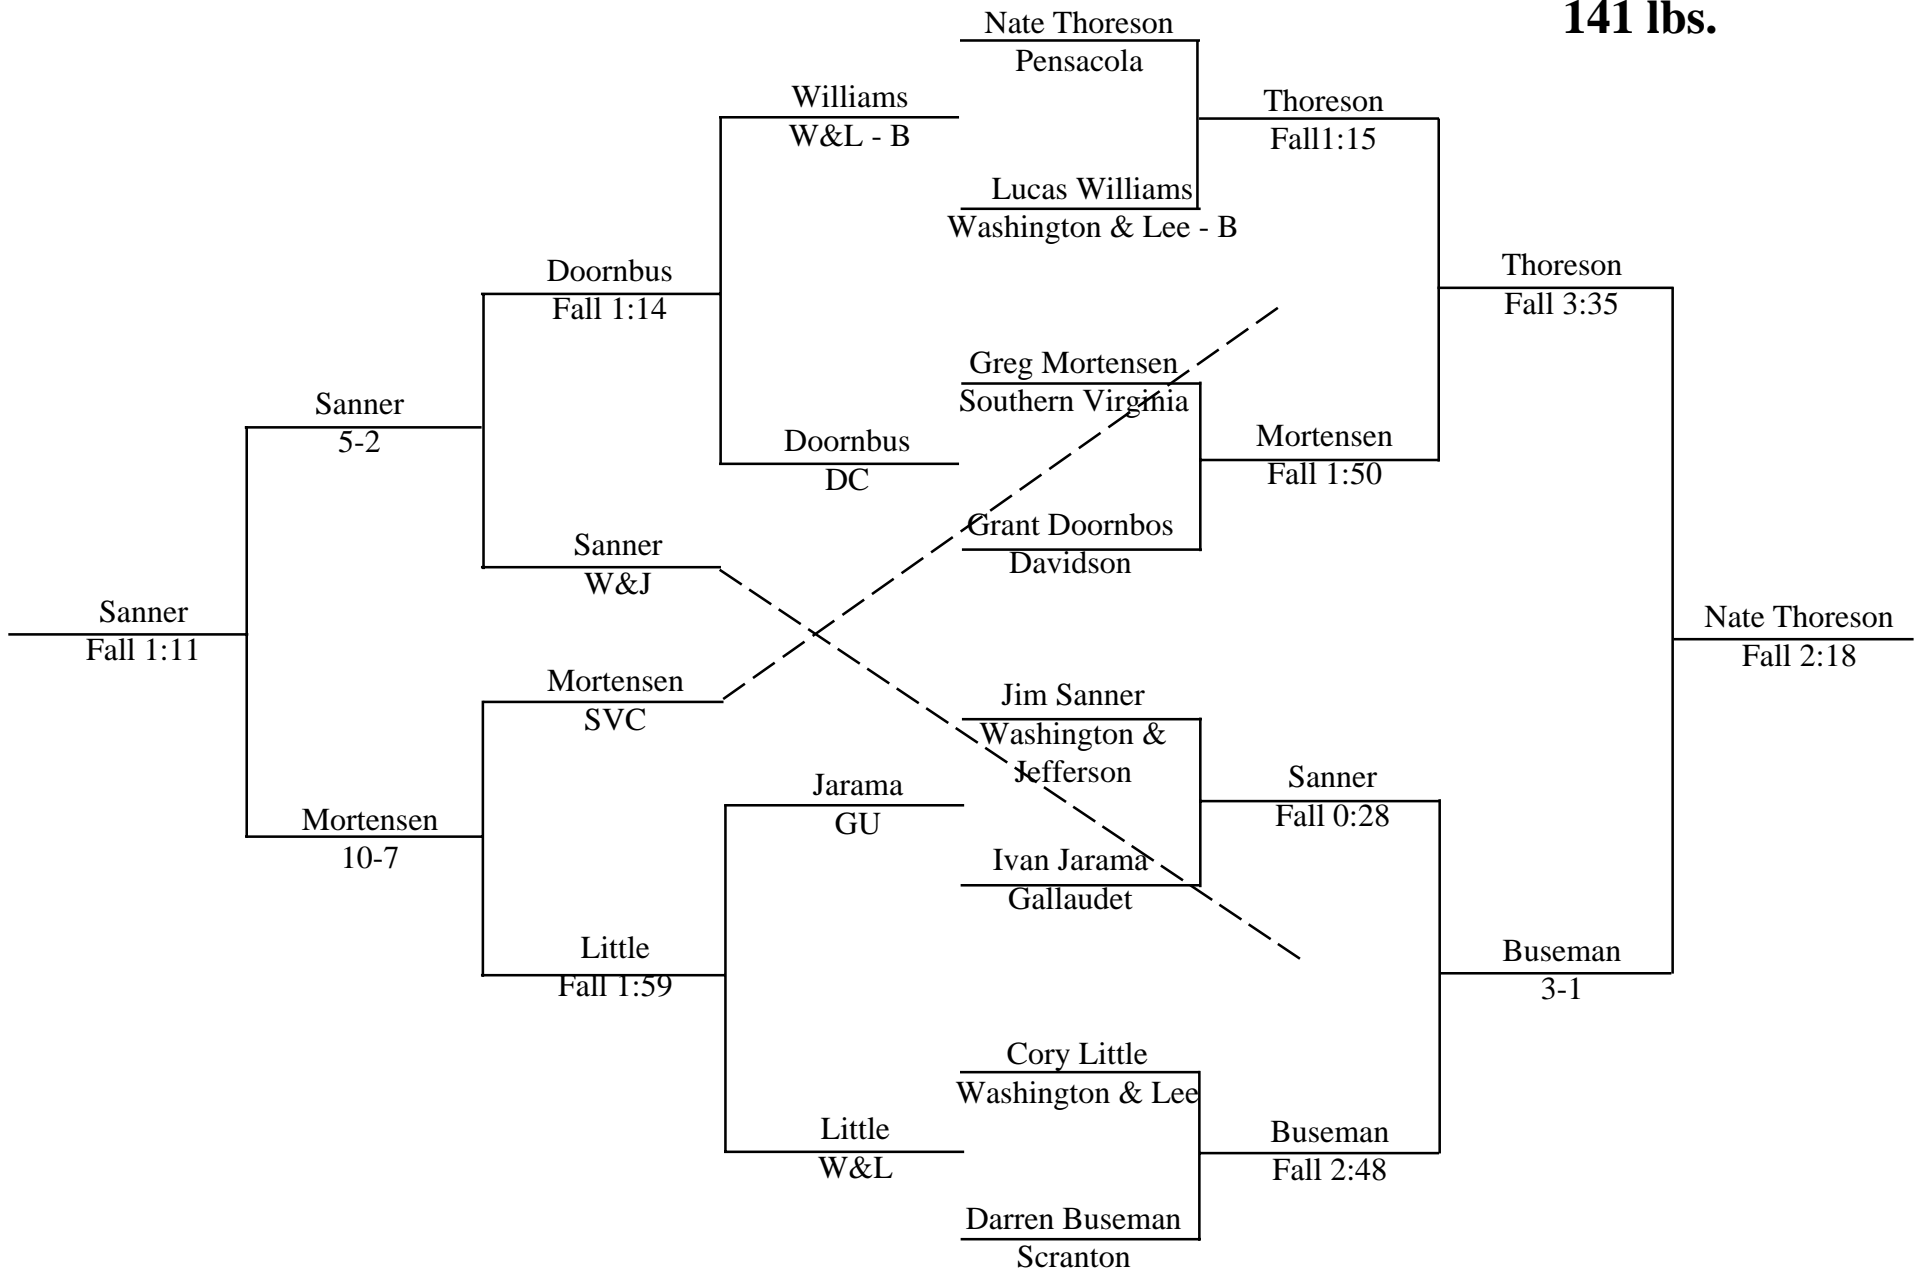 141 lbs.
Nate Thoreson
Pensacola
Williams
W&L - B
Thoreson
Fall1:15
Lucas Williams
Washington & Lee - B
Doornbus
Fall 1:14
Thoreson
Fall 3:35
Greg Mortensen
Southern Virginia
Sanner
5-2
Doornbus
DC
Mortensen
Fall 1:50
Grant Doornbos
Davidson
Sanner
W&J
Sanner
Fall 1:11
Nate Thoreson
Fall 2:18
Mortensen
SVC
Jim Sanner
Washington &
Jefferson
Jarama
GU
Sanner
Fall 0:28
Mortensen
10-7
Ivan Jarama
Gallaudet
Little
Fall 1:59
Buseman
3-1
Cory Little
Washington & Lee
Little
W&L
Buseman
Fall 2:48
Darren Buseman
Scranton